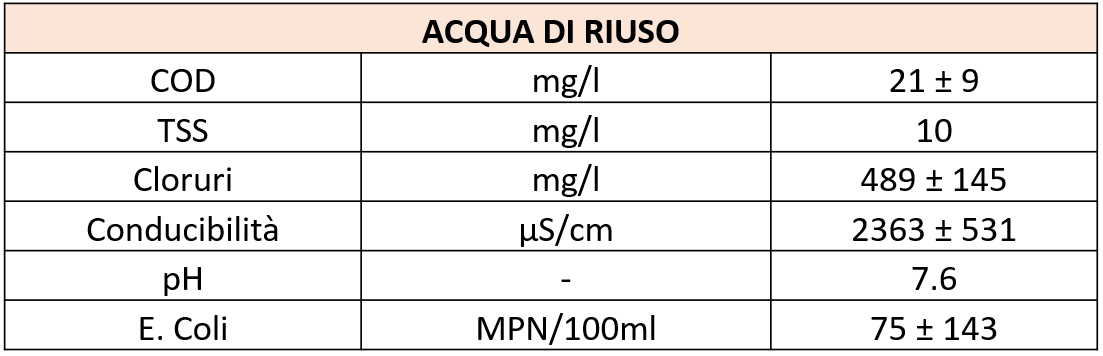 ACQUA DI RIUSO
COD mg/l 21 ± 9
TSS mg/l 10
Cloruri mg/l 489 ± 145
Conducibilità µS/cm 2363 ± 531
pH - 7.6
E. Coli MPN/100ml 75 ± 143